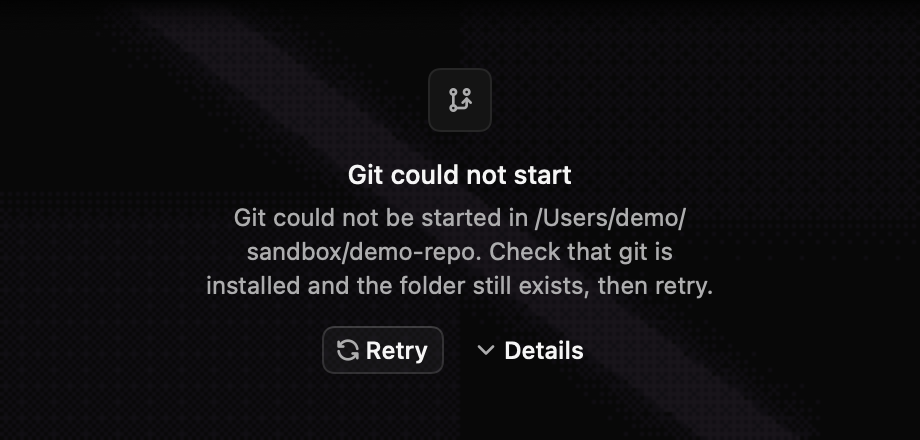 Git could not start
Git could not be started in /Users/demo/
sandbox/demo-repo. Check that git is
installed and the folder still exists, then retry.
Retry
Details